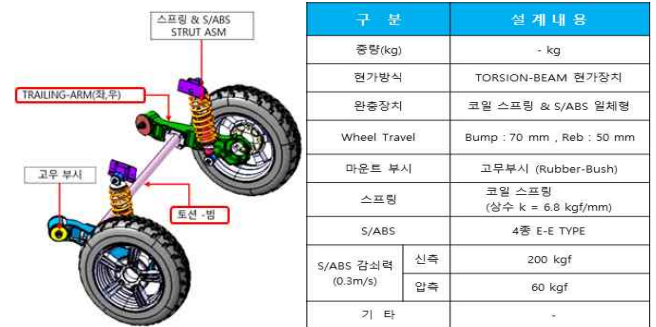 스프링 & S/ABS
STRUT ASM
TRAILING-ARM(좌,우)
고우 부시
토션 -빔
구 분
설 계 내 용
중량(kg)
- kg
현가방식
TORSION-BEAM 현가장치
완충장치
코일 스프링 & S/ABS 일체형
Wheel Travel
Bump : 70 mm , Reb : 50 mm
마운트 부시
고무부시 (Rubber-Bush)
스프링
코일 스프링
(상수 k = 6.8 kgf/mm)
S/ABS
4종 E-E TYPE
S/ABS 감쇠력
(0.3m/s)
신측
200 kgf
압측
60 kgf
기 타
-